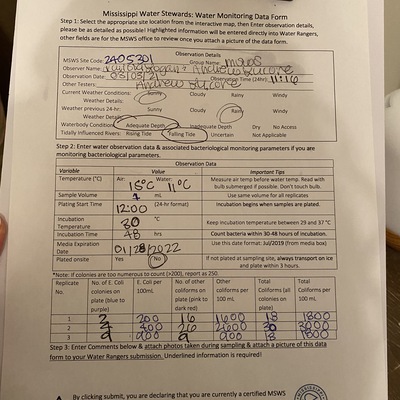 Mississippi Water Stewards: Water Monitoring Data Form
Step 1: Select the appropriate site location from the interactive map, then Enter observation details,
please be as detailed as possible! Highlighted information will be entered directly into Water Rangers,
other fields are for the MSWS office to review once you attach a picture of the data form.
Observation Details
MSWS Site Code 2A05301 Group Name: MSWS
Observer Name: & Andrew
Observation Date: 03/03/21 Observation Time (24hr) 11:16
Other Testers: Andrew
Current Weather Conditions: Sunny Cloudy Rainy Windy
Weather Details:
Weather previous 24-hr: Sunny Cloudy Rainy Windy
Weather Details:
Waterbody Conditions: Adequate Depth Inadequate Depth Dry No Access
Tidally Influenced Rivers: Rising Tide Falling Tide Uncertain Not Applicable
Step 2: Enter water observation data & associated bacteriological monitoring parameters if you are
monitoring bacteriological parameters.
Observation Data
Variable Value Important Tips
Temperature (°C) Air: 15°C Water: 11°C Measure air temp before water temp. Read with
bulb submerged if possible. Don't touch bulb.
Sample Volume mL Use same volume for all replicates
Plating Start Time 12:00 (24-hr format) Incubation begins when samples are plated.
Incubation Temperature 30 °C Keep incubation temperature between 29 and 37 °C
Incubation Time 48 hrs Count bacteria within 30-48 hours of incubation.
Media Expiration Date 01/28/2022 Use this date format: Jul/2019 (from media box)
Plated onsite Yes No If not plated at sampling site, always transport on ice
and plate within 3 hours.
*Note: If colonies are too numerous to count (>200), report as 250.
Replicate No. No. of E. Coli colonies on plate (blue to purple) E. Coli per 100mL No. of other coliforms on plate (pink to dark red) Other coliforms per 100 mL Total Coliforms (all colonies on plate) Total Coliforms per 100 mL
1 2 200 16 1600 18 1800
2 4 400 26 2600 30 3000
3 9 900 9 900 18 1800
Step 3: Enter Comments below & attach photos taken during sampling & attach a picture of this data
form to your Water Rangers submission. Underlined information is required!
By clicking submit, you are declaring that you are currently a certified MSWS